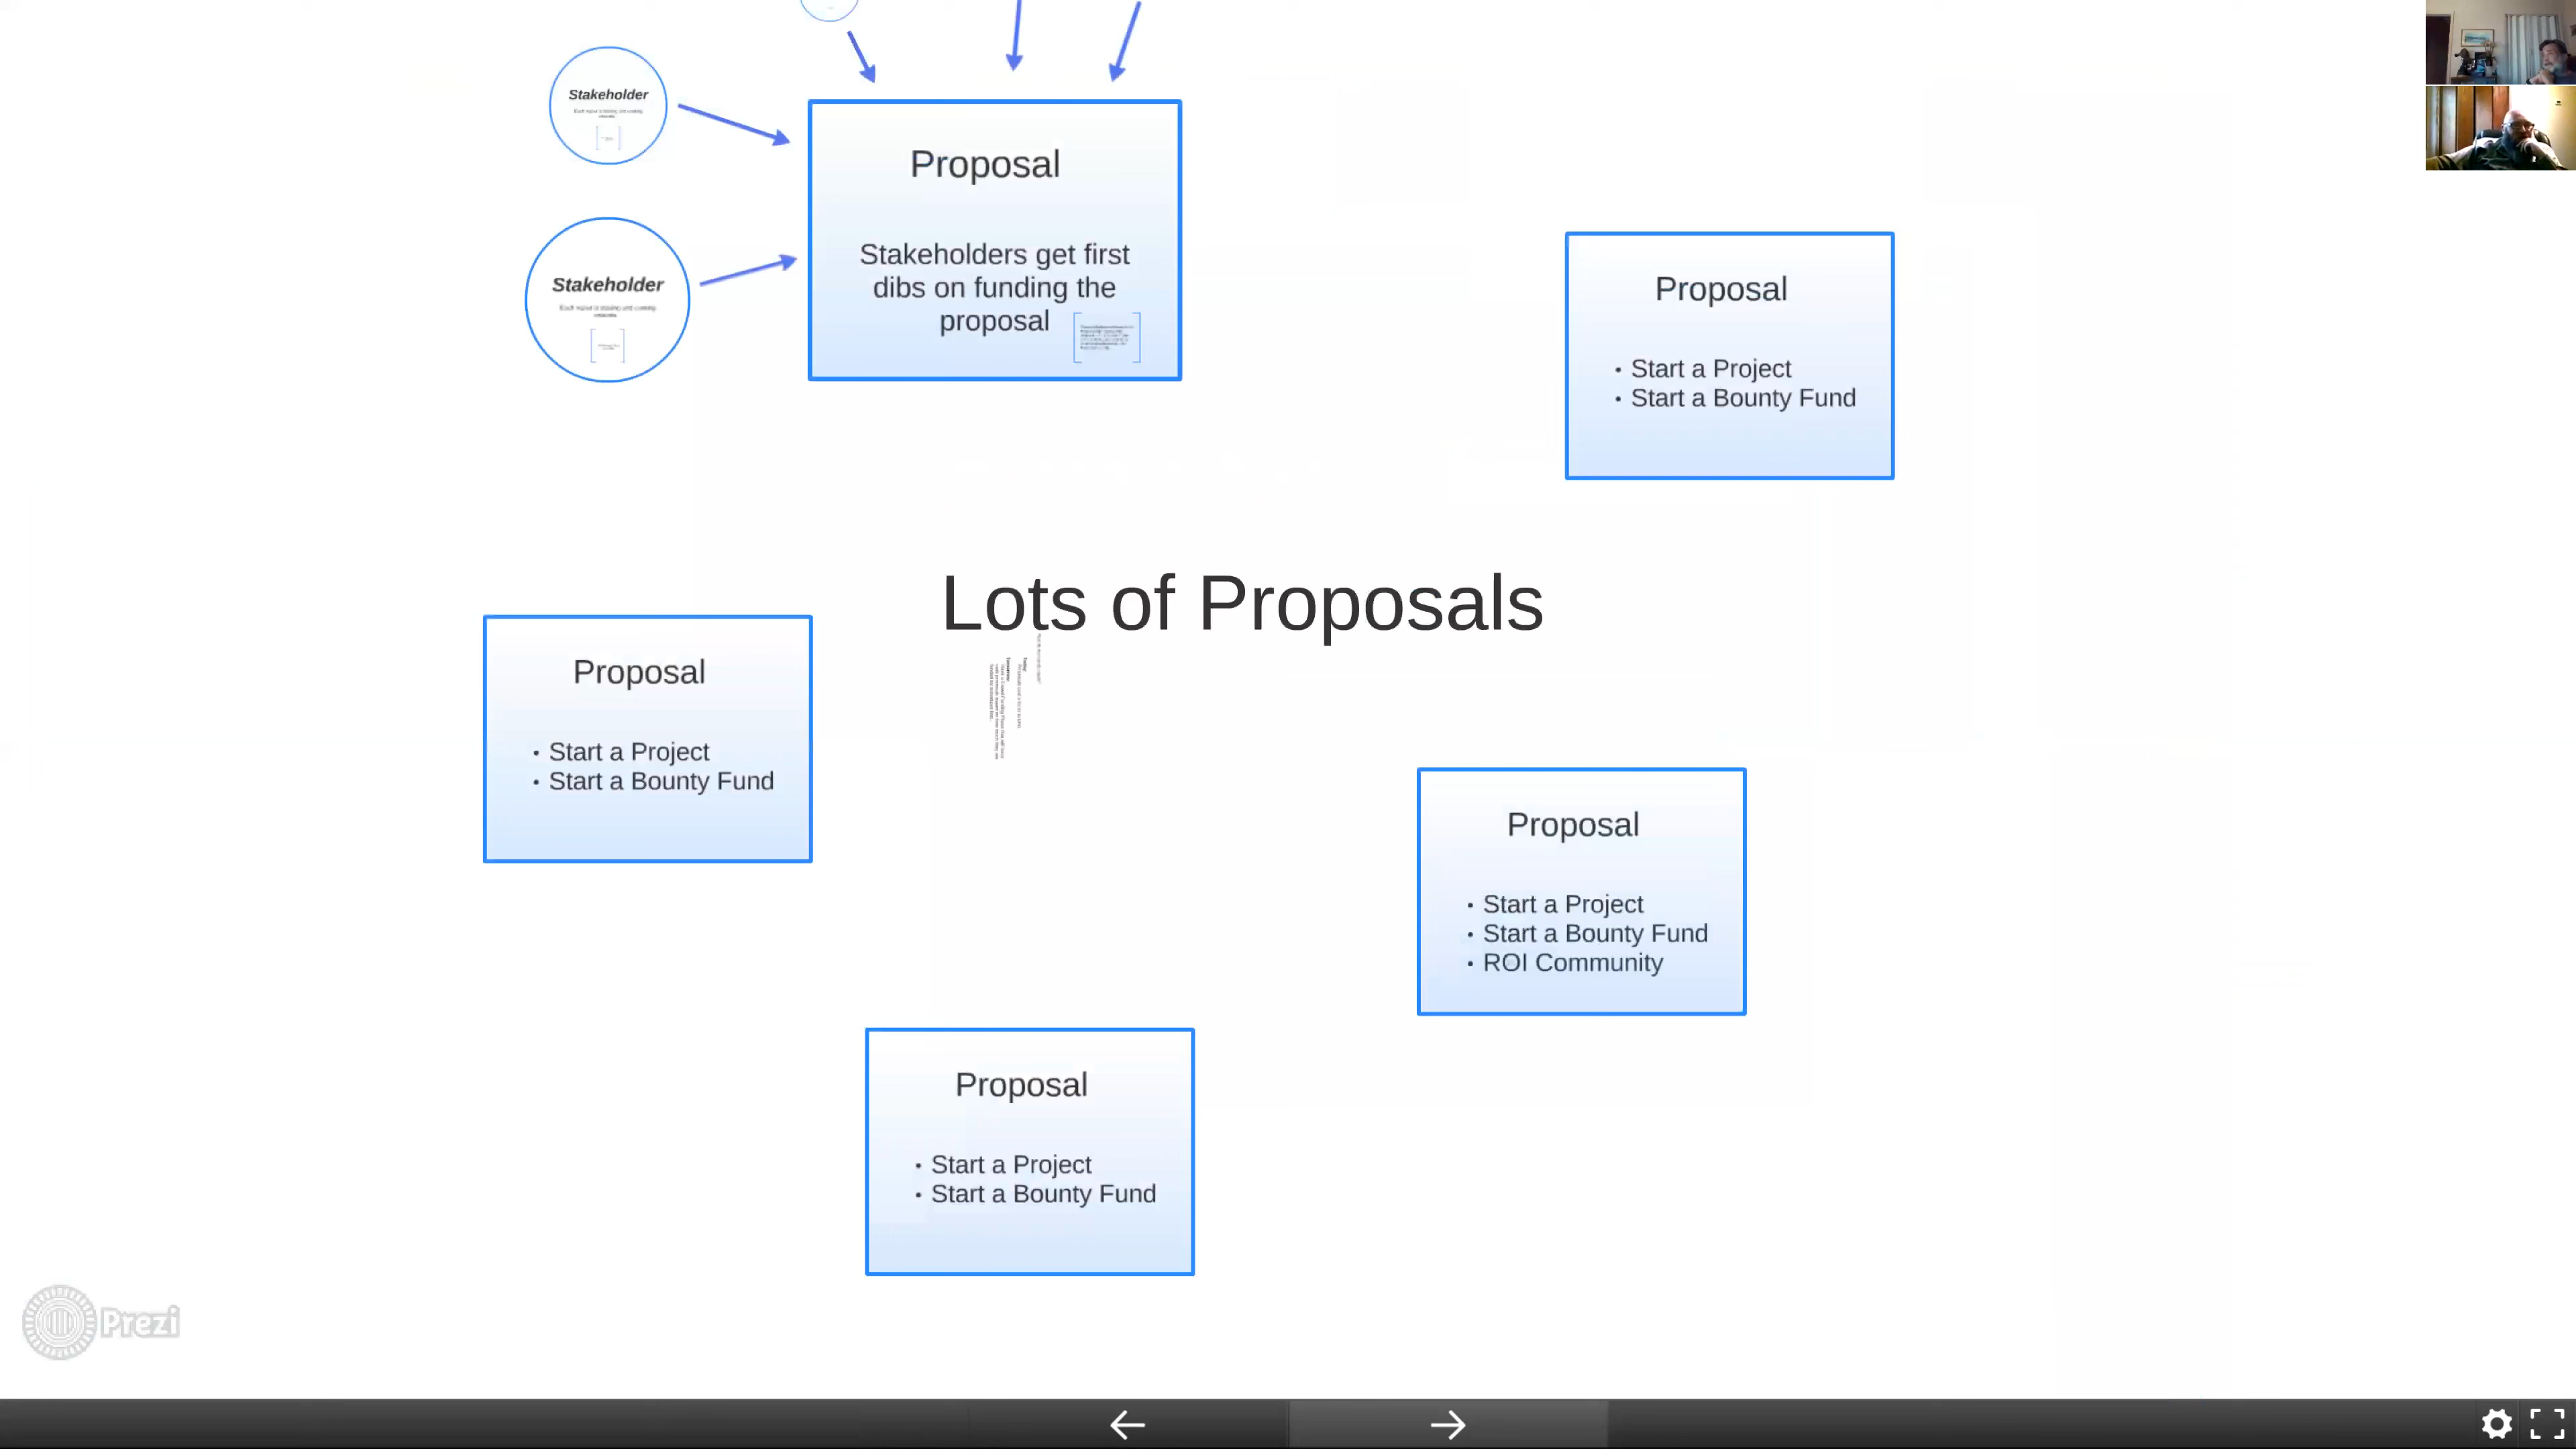 Stakeholder
Proposal
Stakeholders get first
dibs on funding the
proposal
Stakeholder
Proposal
• Start a Project
• Start a Bounty Fund
Lots of Proposals
Proposal
• Start a Project
• Start a Bounty Fund
Proposal
• Start a Project
• Start a Bounty Fund
• ROI Community
Proposal
• Start a Project
• Start a Bounty Fund
Prezi